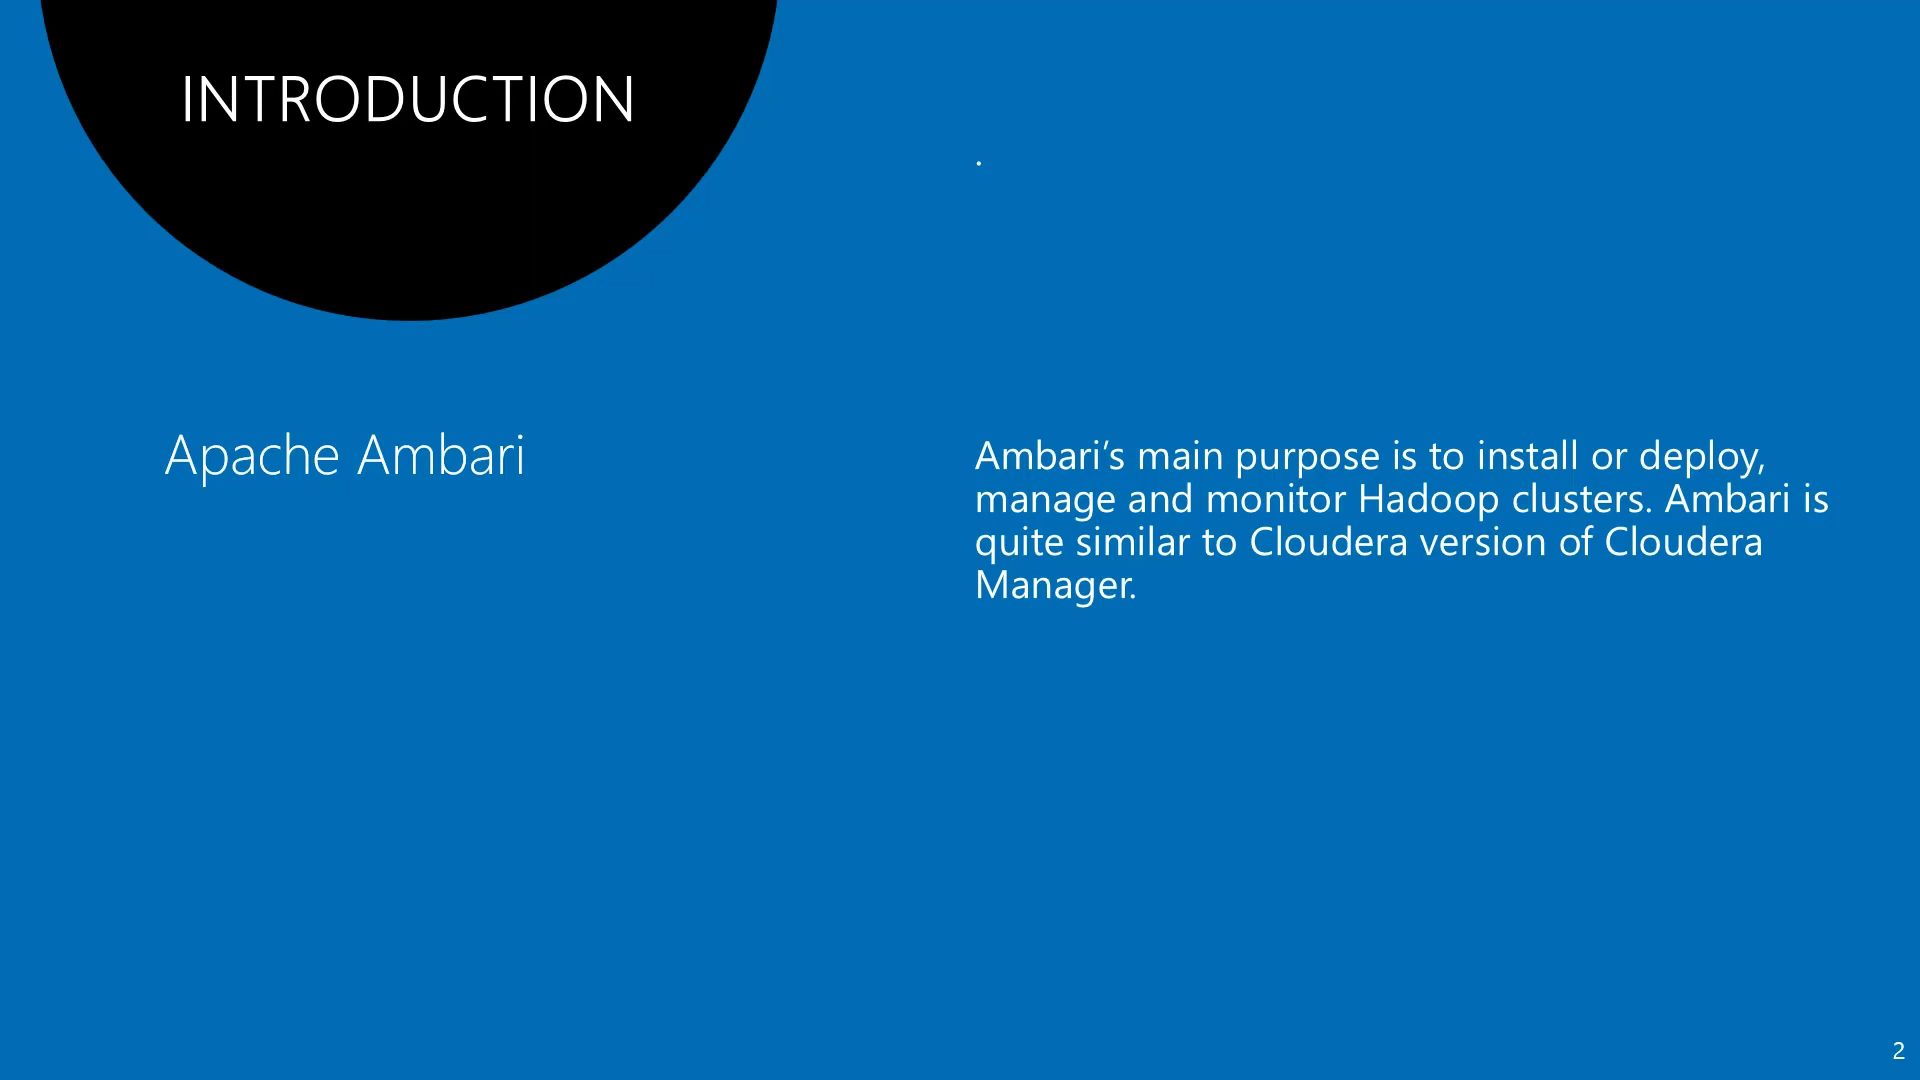 INTRODUCTION
.
Apache Ambari
Ambari’s main purpose is to install or deploy,
manage and monitor Hadoop clusters. Ambari is
quite similar to Cloudera version of Cloudera
Manager.
2